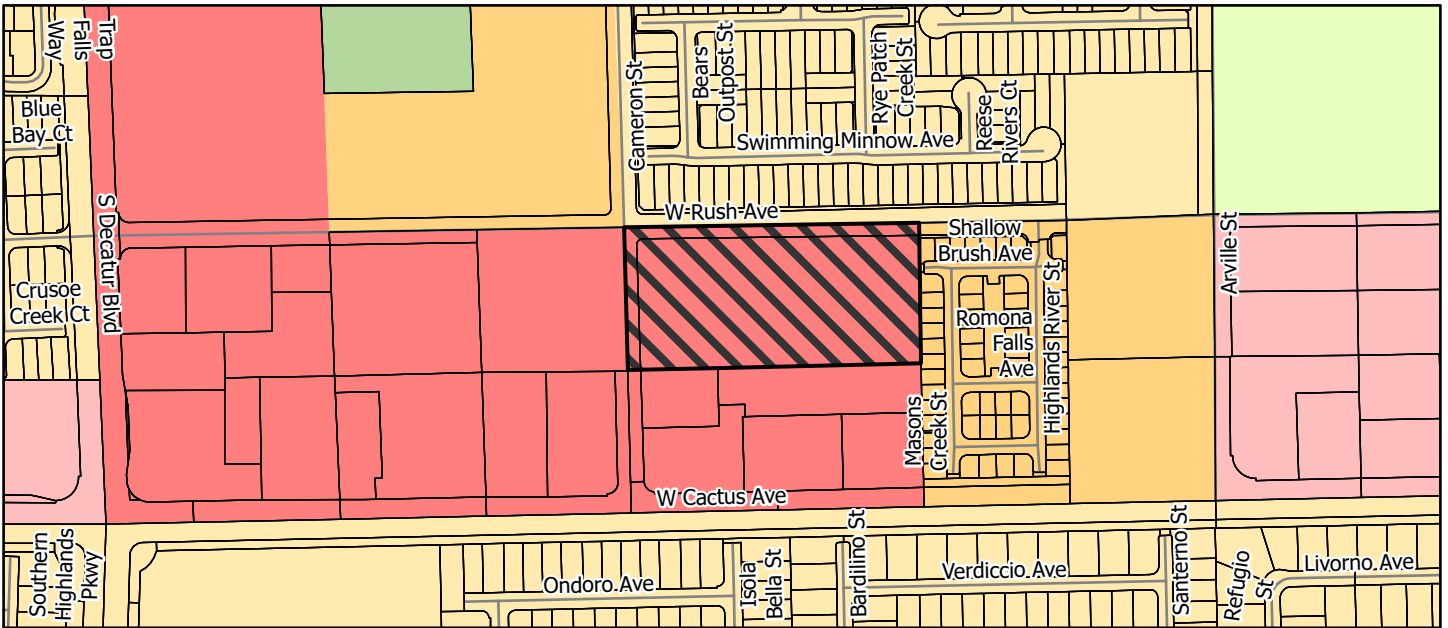 Trap
Falls
Way
Blue
Bay Ct
Crusoe
Creek Ct
S Decatur Blvd
Southern
Highlands
Pkwy
Cameron St
Bears
Outpost St
Rye Patch
Creek St
Reese
Rivers Ct
Swimming Minnow Ave
W Rush Ave
Shallow
Brush Ave
Romona
Falls
Ave
Highlands River St
Masons
Creek St
Arville St
W Cactus Ave
Ondoro Ave
Isola
Bella St
Bardilino St
Verdiccio Ave
Santerno St
Refugio
St
Livorno Ave